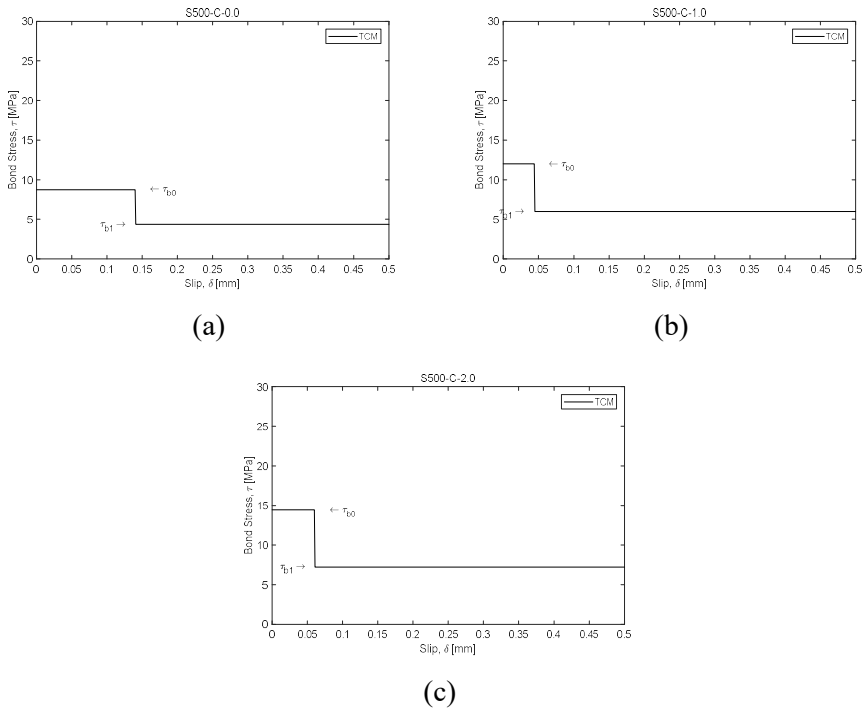 S500-C-0.0
30
25
20
15
10
5
0
Bond Stress, τ [MPa]
TCM
← τb0
τb1 →
0 0.05 0.1 0.15 0.2 0.25 0.3 0.35 0.4 0.45 0.5
Slip, δ [mm]
(a)
S500-C-1.0
30
25
20
15
10
5
0
Bond Stress, τ [MPa]
TCM
← τb0
τb1 →
0 0.05 0.1 0.15 0.2 0.25 0.3 0.35 0.4 0.45 0.5
Slip, δ [mm]
(b)
S500-C-2.0
30
25
20
15
10
5
0
Bond Stress, τ [MPa]
TCM
← τb0
τb1 →
0 0.05 0.1 0.15 0.2 0.25 0.3 0.35 0.4 0.45 0.5
Slip, δ [mm]
(c)